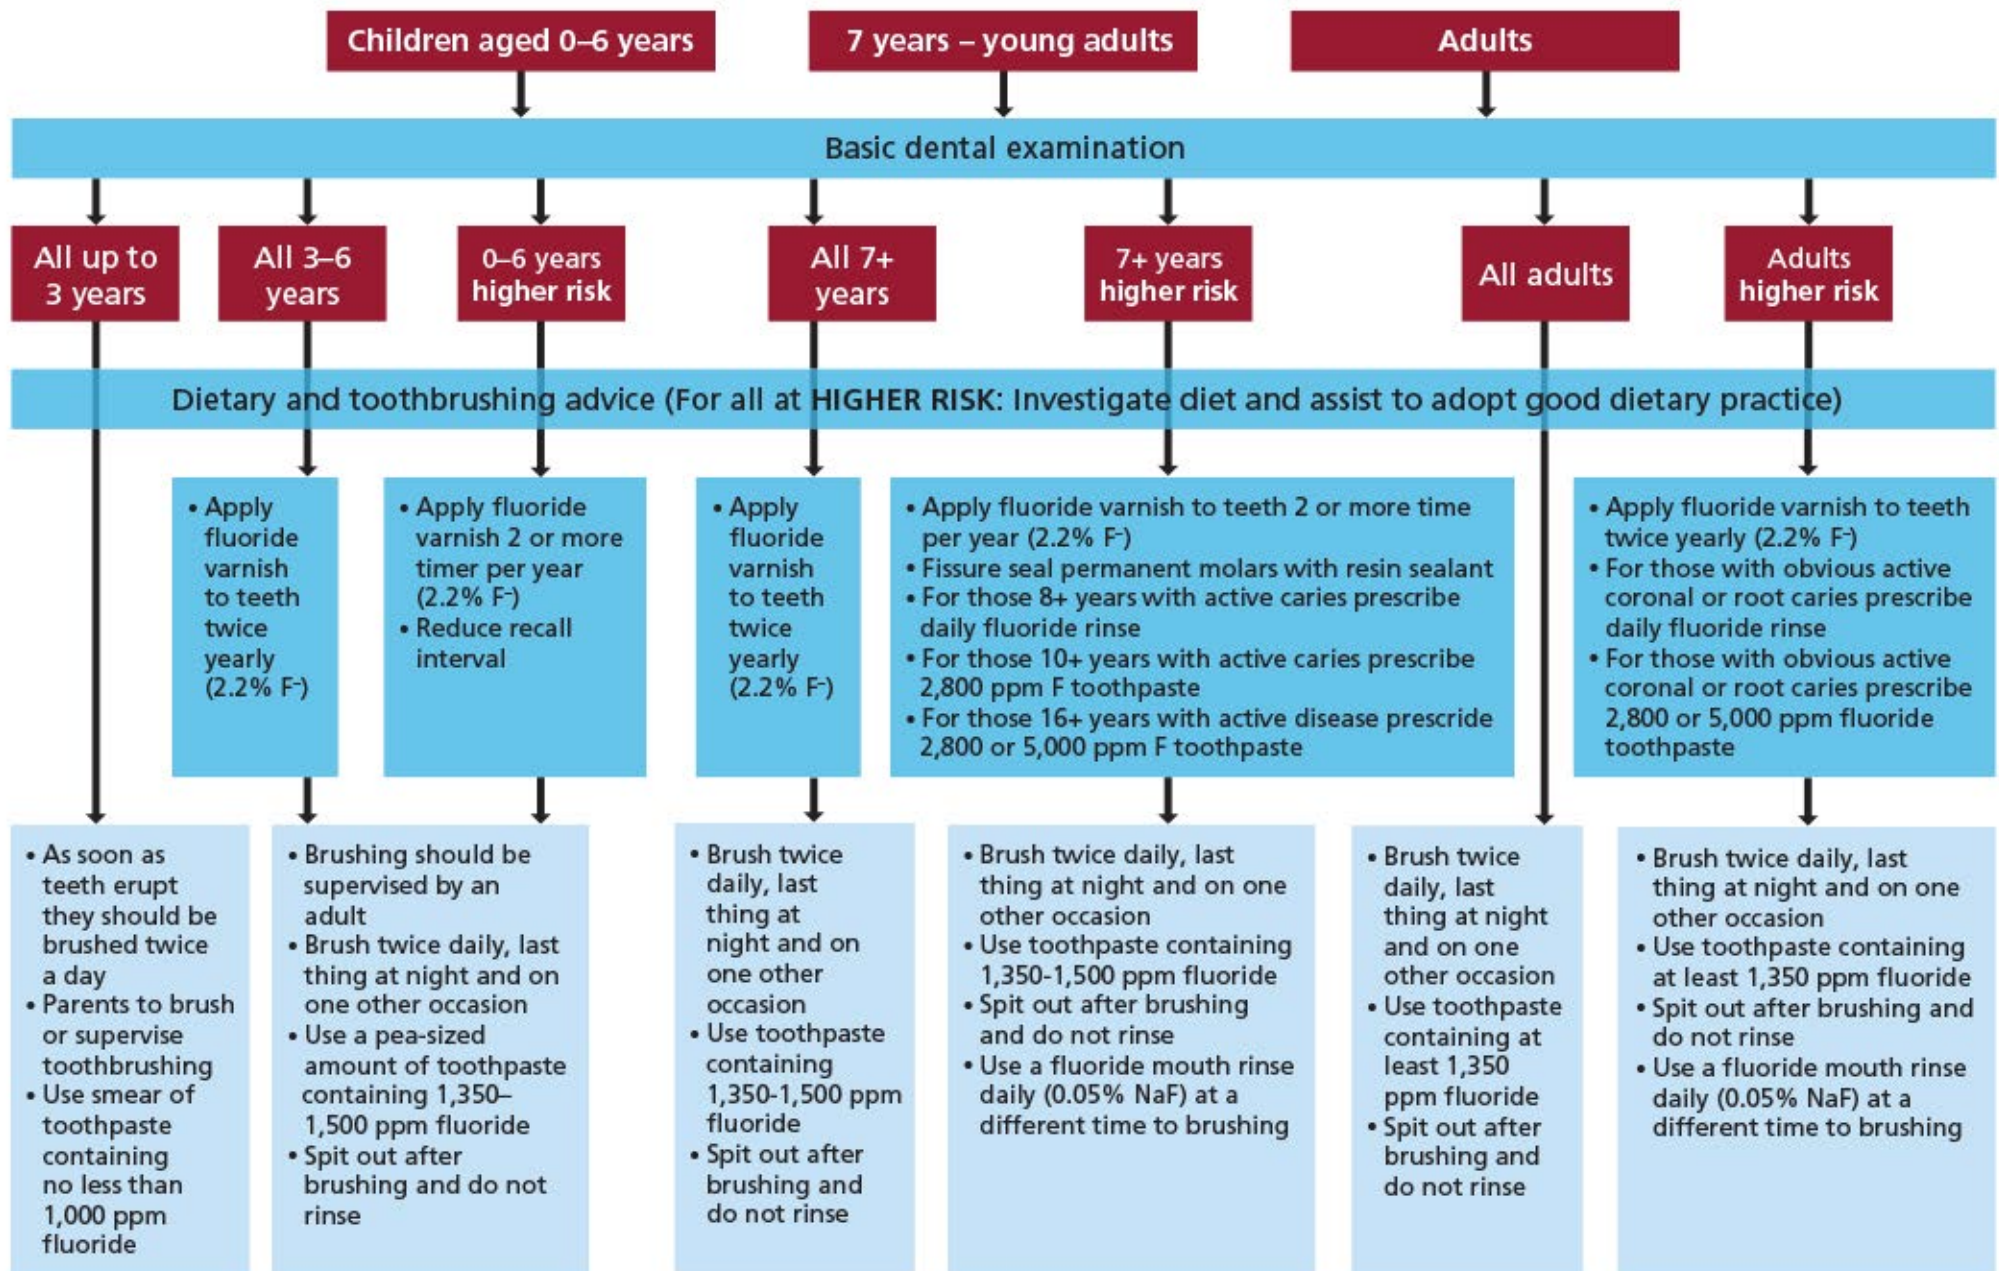 Children aged 0–6 years
7 years – young adults
Adults
Basic dental examination
All up to
3 years
All 3–6
years
0–6 years
higher risk
All 7+
years
7+ years
higher risk
All adults
Adults
higher risk
Dietary and toothbrushing advice (For all at HIGHER RISK: Investigate diet and assist to adopt good dietary practice)
• Apply
fluoride
varnish
to teeth
twice
yearly
(2.2% F-)
• Apply fluoride
varnish 2 or more
timer per year
(2.2% F-)
• Reduce recall
interval
• Apply
fluoride
varnish
to teeth
twice
yearly
(2.2% F-)
• Apply fluoride varnish to teeth 2 or more time
per year (2.2% F-)
• Fissure seal permanent molars with resin sealant
• For those 8+ years with active caries prescribe
daily fluoride rinse
• For those 10+ years with active caries prescribe
2,800 ppm F toothpaste
• For those 16+ years with active disease prescride
2,800 or 5,000 ppm F toothpaste
• Apply fluoride varnish to teeth
twice yearly (2.2% F-)
• For those with obvious active
coronal or root caries prescribe
daily fluoride rinse
• For those with obvious active
coronal or root caries prescribe
2,800 or 5,000 ppm fluoride
toothpaste
• As soon as
teeth erupt
they should be
brushed twice
a day
• Parents to brush
or supervise
toothbrushing
• Use smear of
toothpaste
containing
no less than
1,000 ppm
fluoride
• Brushing should be
supervised by an
adult
• Brush twice daily, last
thing at night and on
one other occasion
• Use a pea-sized
amount of toothpaste
containing 1,350–
1,500 ppm fluoride
• Spit out after
brushing and do not
rinse
• Brush twice
daily, last
thing at
night and on
one other
occasion
• Use toothpaste
containing
1,350-1,500 ppm
fluoride
• Spit out after
brushing and
do not rinse
• Brush twice daily, last
thing at night and on one
other occasion
• Use toothpaste containing
1,350-1,500 ppm fluoride
• Spit out after brushing
and do not rinse
• Use a fluoride mouth rinse
daily (0.05% NaF) at a
different time to brushing
• Brush twice
daily, last
thing at night
and on one
other occasion
• Use toothpaste
containing at
least 1,350
ppm fluoride
• Spit out after
brushing and
do not rinse
• Brush twice daily, last
thing at night and on one
other occasion
• Use toothpaste containing
at least 1,350 ppm fluoride
• Spit out after brushing and
do not rinse
• Use a fluoride mouth rinse
daily (0.05% NaF) at a
different time to brushing